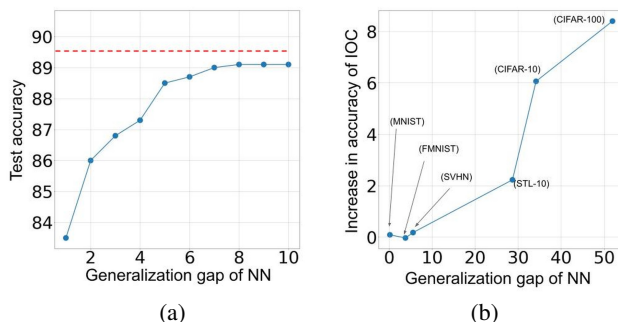 90
89
88
87
86
85
84
Test accuracy
2
4
6
8
10
Generalization gap of NN
(a)
8
6
4
2
0
Increase in accuracy of IOC
(CIFAR-100)
(CIFAR-10)
(MNIST)
(FMNIST)
(SVHN)
(STL-10)
0
10
20
30
40
50
Generalization gap of NN
(b)